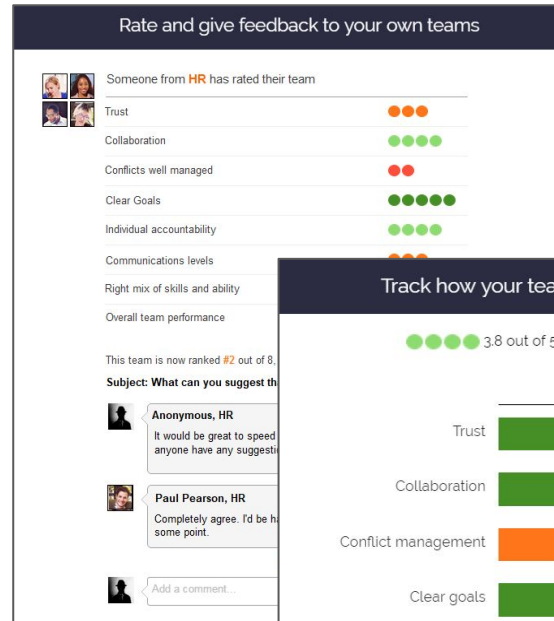 Rate and give feedback to your own teams
Someone from HR has rated their team
Trust
Collaboration
Conflicts well managed
Clear Goals
Individual accountability
Communications levels
Right mix of skills and ability
Overall team performance
This team is now ranked #2 out of 8,
Subject: What can you suggest
Anonymous, HR
It would be great to speed
anyone have any
Paul Pearson, HR
Completely agree. I'd be
some point.
Add a comment...
Track how your
3.8 out of 5
Trust
Collaboration
Conflict management
Clear goals